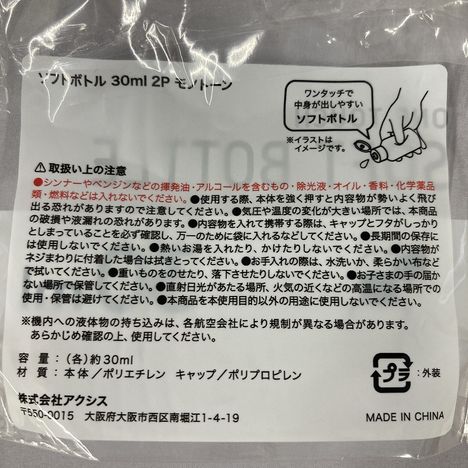 ソフトボトル 30ml 2P モノトーン
ワンタッチで
中身が出しやすい
ソフトボトル
※イラストは
イメージです。
⚠取扱い上の注意
●シンナーやベンジンなどの揮発油・アルコールを含むもの・除光液・オイル・香料・化学薬品
類・燃料などは入れないでください。●使用する際、本体を強く押すと内容物が勢いよく飛び
出る恐れがありますので注意してください。●気圧や温度の変化が大きい場所では、本商品
の破損や液漏れの恐れがあります。●内容物を入れて携帯する際は、キャップとフタがしっかり
としまっていることを必ず確認し、万一のために袋に入れるなどしてください。●長期間の保存に
は使用しないでください。●熱いお湯を入れたり、かけたりしないでください。●内容物が
ネジまわりに付着した場合は拭きとってください。●お手入れの際は、水洗いか、柔らかい布など
で拭いてください。●重いものをのせたり、落下させたりしないでください。●お子さまの手の届か
ない場所で保管してください。●直射日光があたる場所、火気の近くなどの高温になる場所での
使用・保管は避けてください。●本商品を本使用目的以外の用途に使用しないでください。
※機内への液体物の持ち込みは、各航空会社により規制が異なる場合があります。
あらかじめ確認の上、使用してください。
容 量：（各）約30ml
材 質：本体／ポリエチレン キャップ／ポリプロピレン
プラ
：外装
株式会社アクシス
〒550-0015 大阪府大阪市西区南堀江1-4-19
MADE IN CHINA